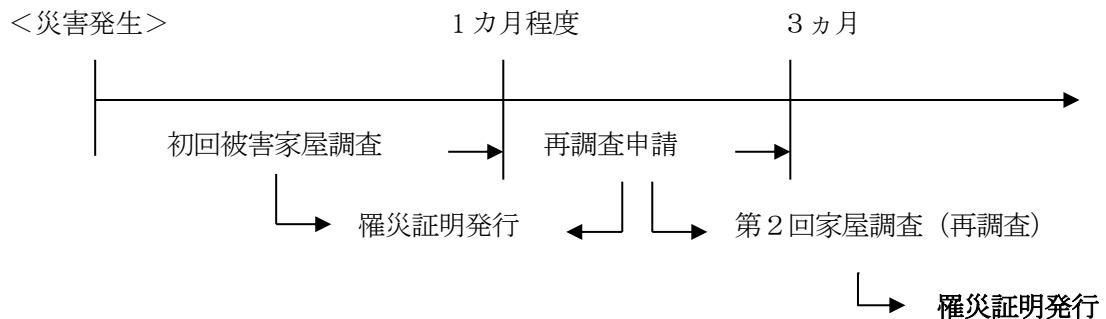 ＜災害発生＞ １カ月程度 ３ヵ月
初回被害家屋調査 再調査申請
罹災証明発行 第２回家屋調査（再調査）
罹災証明発行